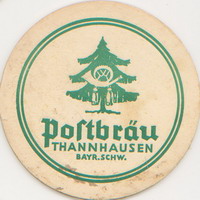 Postbräu
THANNHAUSEN
BAYR. SCHW.